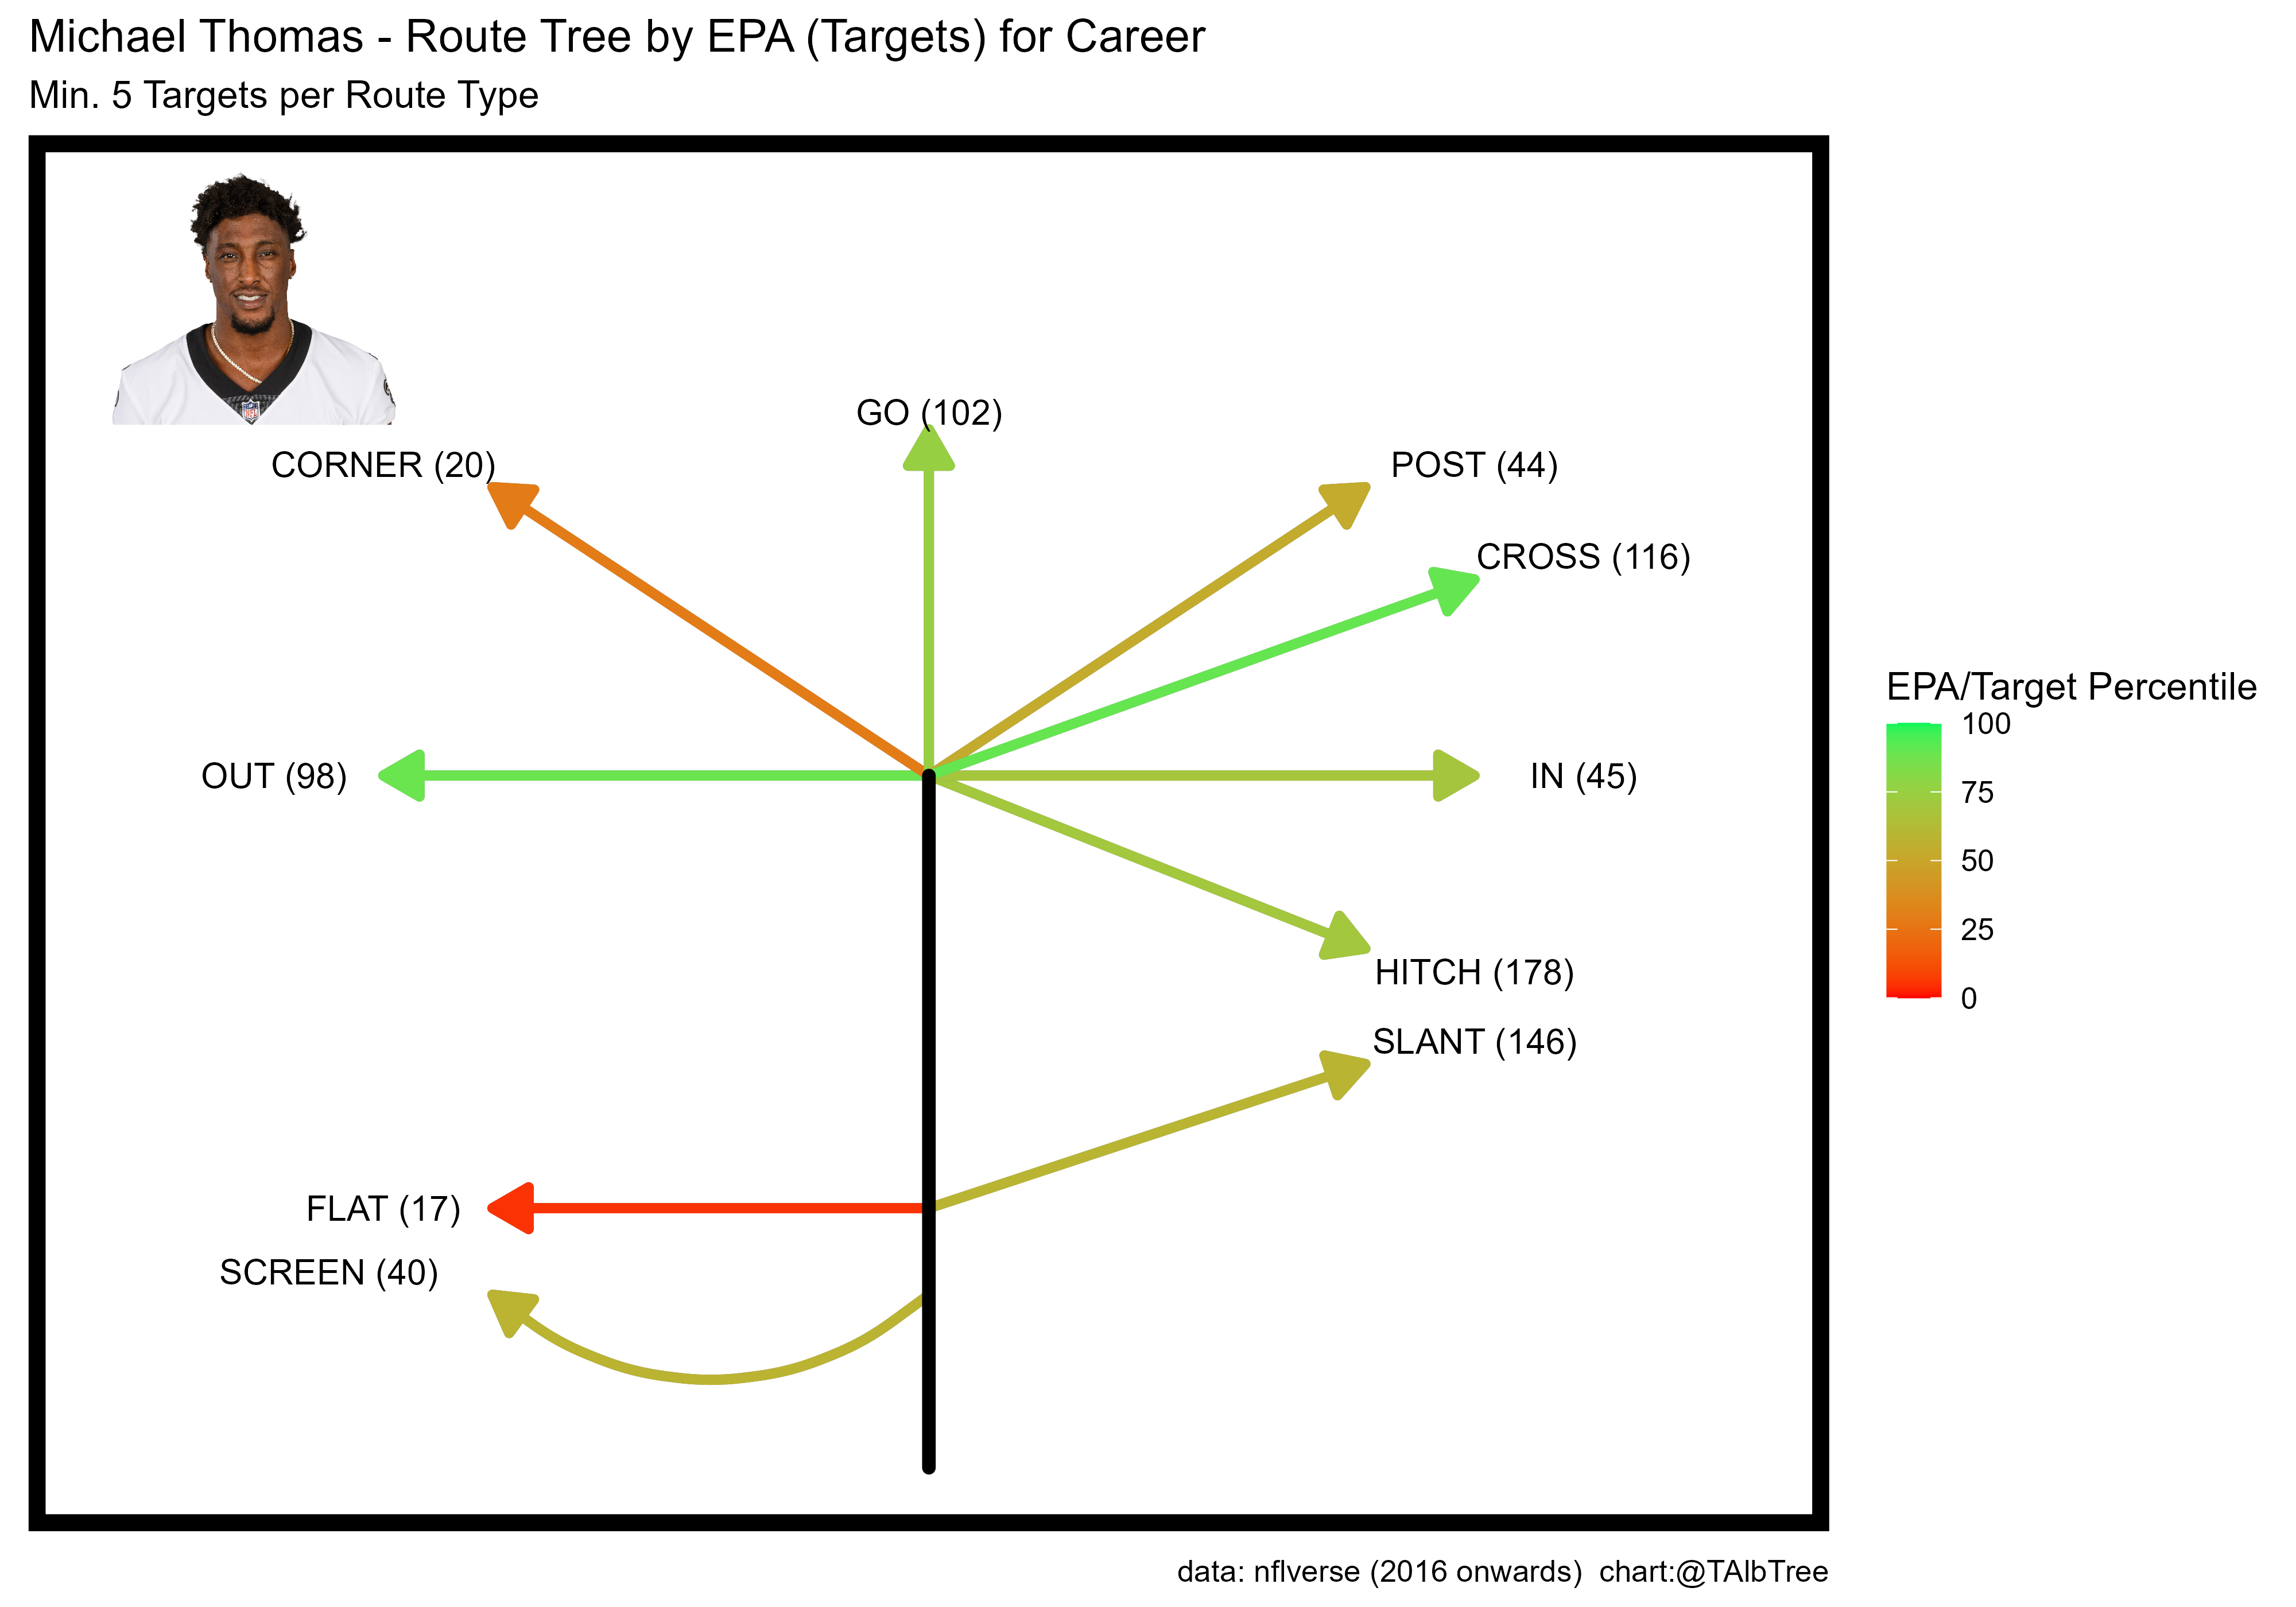 Michael Thomas - Route Tree by EPA (Targets) for Career
Min. 5 Targets per Route Type
GO (102)
CORNER (20)
POST (44)
CROSS (116)
OUT (98)
IN (45)
HITCH (178)
SLANT (146)
FLAT (17)
SCREEN (40)
EPA/Target Percentile
100
75
50
25
0
data: nflverse (2016 onwards)  chart:@TAlbTree